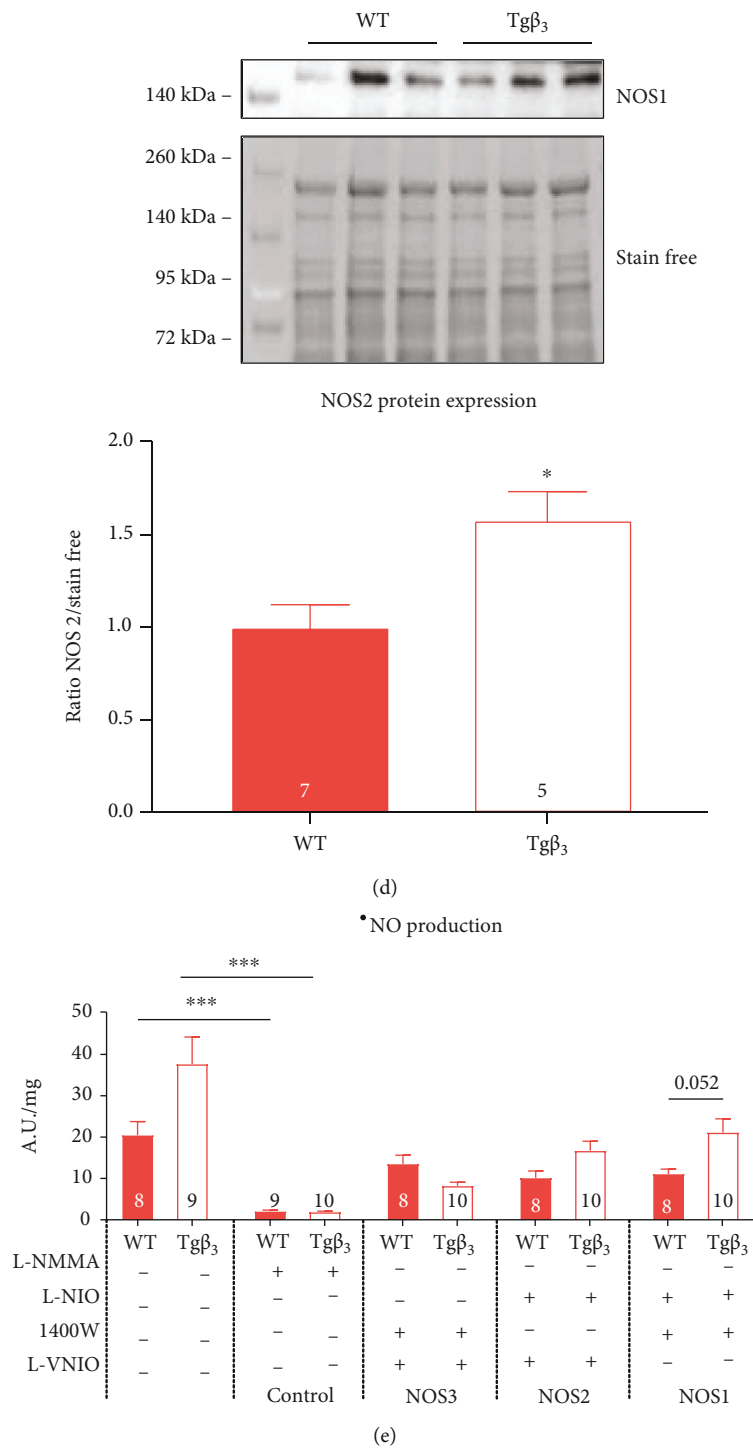 WT Tgβ3
140 kDa – NOS1
260 kDa –
140 kDa –
Stain free
95 kDa –
72 kDa –
NOS2 protein expression
2.0
*
1.5
Ratio NOS 2/stain free
1.0
0.5
7 5
0.0
WT Tgβ3
(d)
•NO production
***
***
50
40
0.052
30
A.U./mg
20
10
8 9 9 10 8 10 8 10 8 10
0
WT Tgβ3 WT Tgβ3 WT Tgβ3 WT Tgβ3 WT Tgβ3
L-NMMA – – + + – – – – – –
L-NIO – – – – – – + + + +
1400W – – – – + + – – + +
L-VNIO – – – – + + + + – –
Control NOS3 NOS2 NOS1
(e)